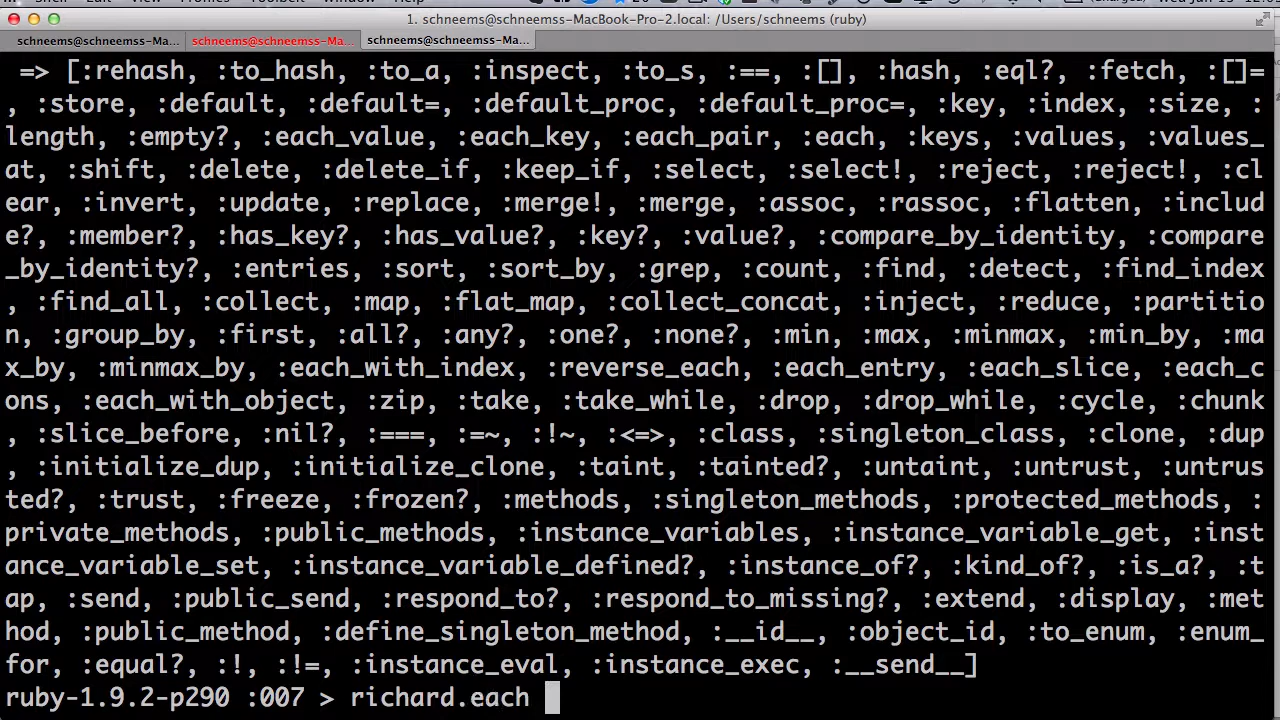 1. schneems@schneemss-MacBook-Pro-2.local: /Users/schneems (ruby)
schneems@schneemss-Ma... schneems@schneemss-Ma... schneems@schneemss-Ma...
=> [:rehash, :to_hash, :to_a, :inspect, :to_s, :==, :[], :hash, :eql?, :fetch, :[]=
, :store, :default, :default=, :default_proc, :default_proc=, :key, :index, :size, :
length, :empty?, :each_value, :each_key, :each_pair, :each, :keys, :values, :values_
at, :shift, :delete, :delete_if, :keep_if, :select, :select!, :reject, :reject!, :cl
ear, :invert, :update, :replace, :merge!, :merge, :assoc, :rassoc, :flatten, :includ
e?, :member?, :has_key?, :has_value?, :key?, :value?, :compare_by_identity, :compare
_by_identity?, :entries, :sort, :sort_by, :grep, :count, :find, :detect, :find_index
, :find_all, :collect, :map, :flat_map, :collect_concat, :inject, :reduce, :partitio
n, :group_by, :first, :all?, :any?, :one?, :none?, :min, :max, :minmax, :min_by, :ma
x_by, :minmax_by, :each_with_index, :reverse_each, :each_entry, :each_slice, :each_c
ons, :each_with_object, :zip, :take, :take_while, :drop, :drop_while, :cycle, :chunk
, :slice_before, :nil?, :===, :=~, :!~, :<=>, :class, :singleton_class, :clone, :dup
, :initialize_dup, :initialize_clone, :taint, :tainted?, :untaint, :untrust, :untrus
ted?, :trust, :freeze, :frozen?, :methods, :singleton_methods, :protected_methods, :
private_methods, :public_methods, :instance_variables, :instance_variable_get, :inst
ance_variable_set, :instance_variable_defined?, :instance_of?, :kind_of?, :is_a?, :t
ap, :send, :public_send, :respond_to?, :respond_to_missing?, :extend, :display, :met
hod, :public_method, :define_singleton_method, :__id__, :object_id, :to_enum, :enum_
for, :equal?, :!, :!=, :instance_eval, :instance_exec, :__send__]
ruby-1.9.2-p290 :007 > richard.each